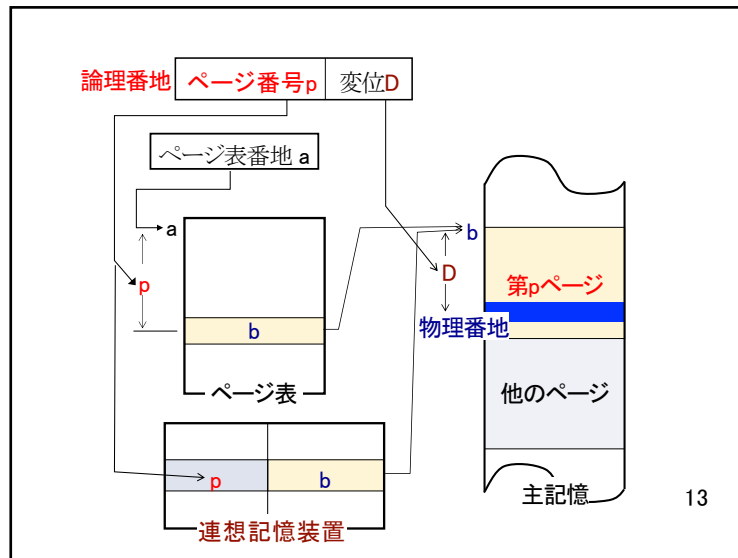 論理番地 ページ番号p 変位D
ページ表番地 a
a
b
p
D
第pページ
b
物理番地
ページ表
他のページ
p b
主記憶
連想記憶装置
13